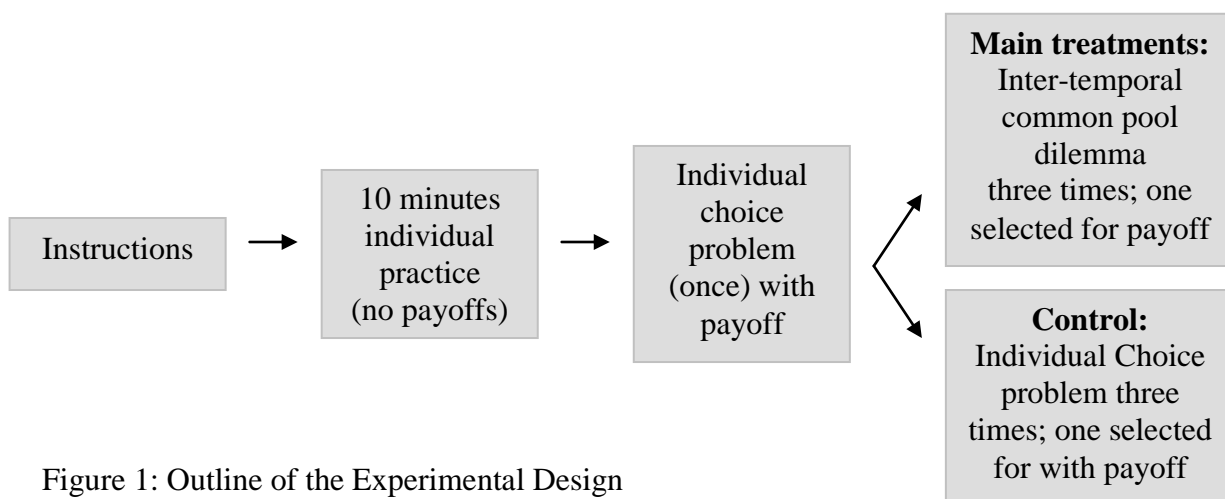 Instructions
10 minutes
individual
practice
(no payoffs)
Individual
choice
problem
(once) with
payoff
Main treatments:
Inter-temporal
common pool
dilemma
three times; one
selected for payoff
Control:
Individual Choice
problem three
times; one selected
for with payoff
Figure 1: Outline of the Experimental Design